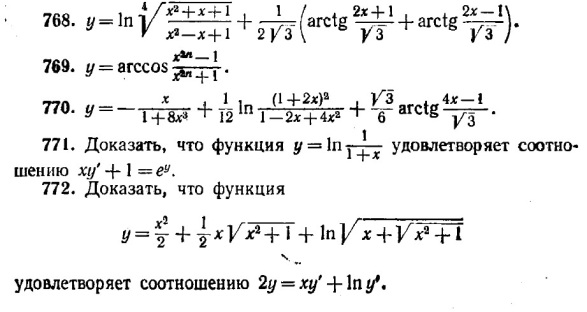 768. y = ln ⁴√((x²+x+1)/(x²−x+1)) + 1/(2√3) (arctg (2x+1)/√3 + arctg (2x−1)/√3).
769. y = arccos (x²ⁿ−1)/(x²ⁿ+1).
770. y = − x/(1+8x³) + 1/12 ln (1+2x)²/(1−2x+4x²) + √3/6 arctg (4x−1)/√3.
771. Доказать, что функция y = ln 1/(1+x) удовлетворяет соотно-
шению xy′ + 1 = eʸ.
772. Доказать, что функция
y = x²/2 + 1/2 x√(x²+1) + ln √(x+√(x²+1))
удовлетворяет соотношению 2y = xy′ + ln y′.